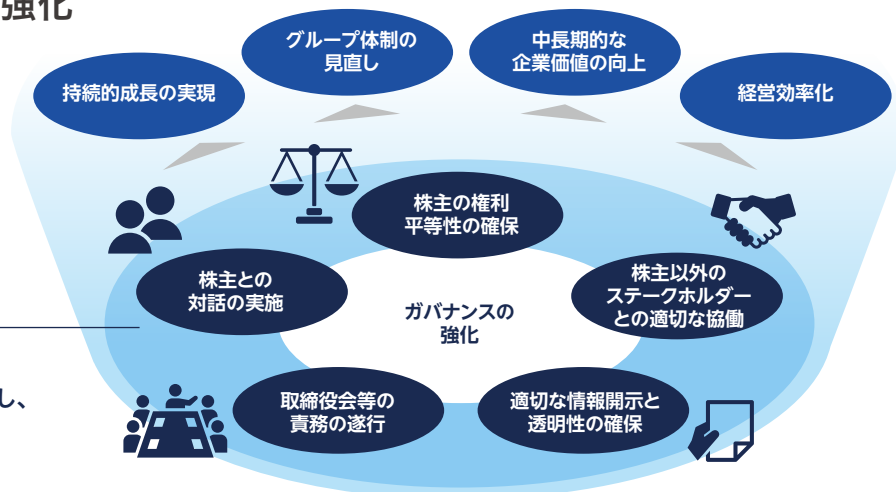 強化
グループ体制の
見直し
中長期的な
企業価値の向上
持続的成長の実現
経営効率化
株主の権利
平等性の確保
株主との
対話の実施
株主以外の
ステークホルダー
との適切な協働
ガバナンスの
強化
し、
取締役会等の
責務の遂行
適切な情報開示と
透明性の確保